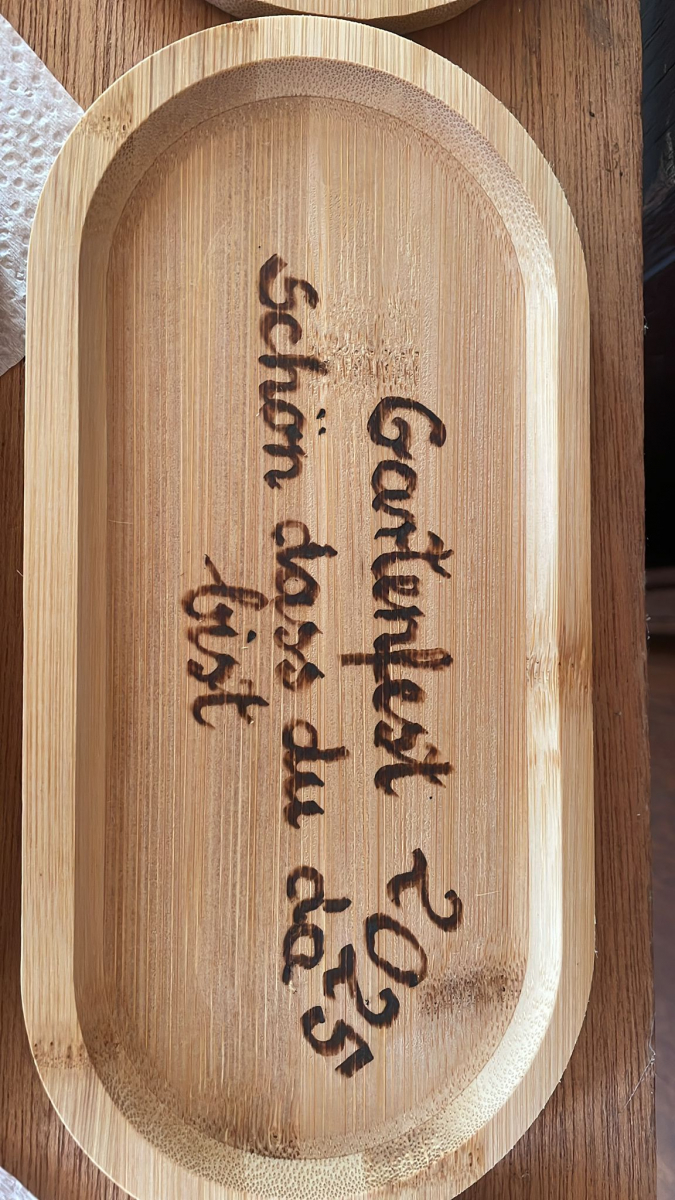 Gartenfest 2025
Schön dass du da
bist